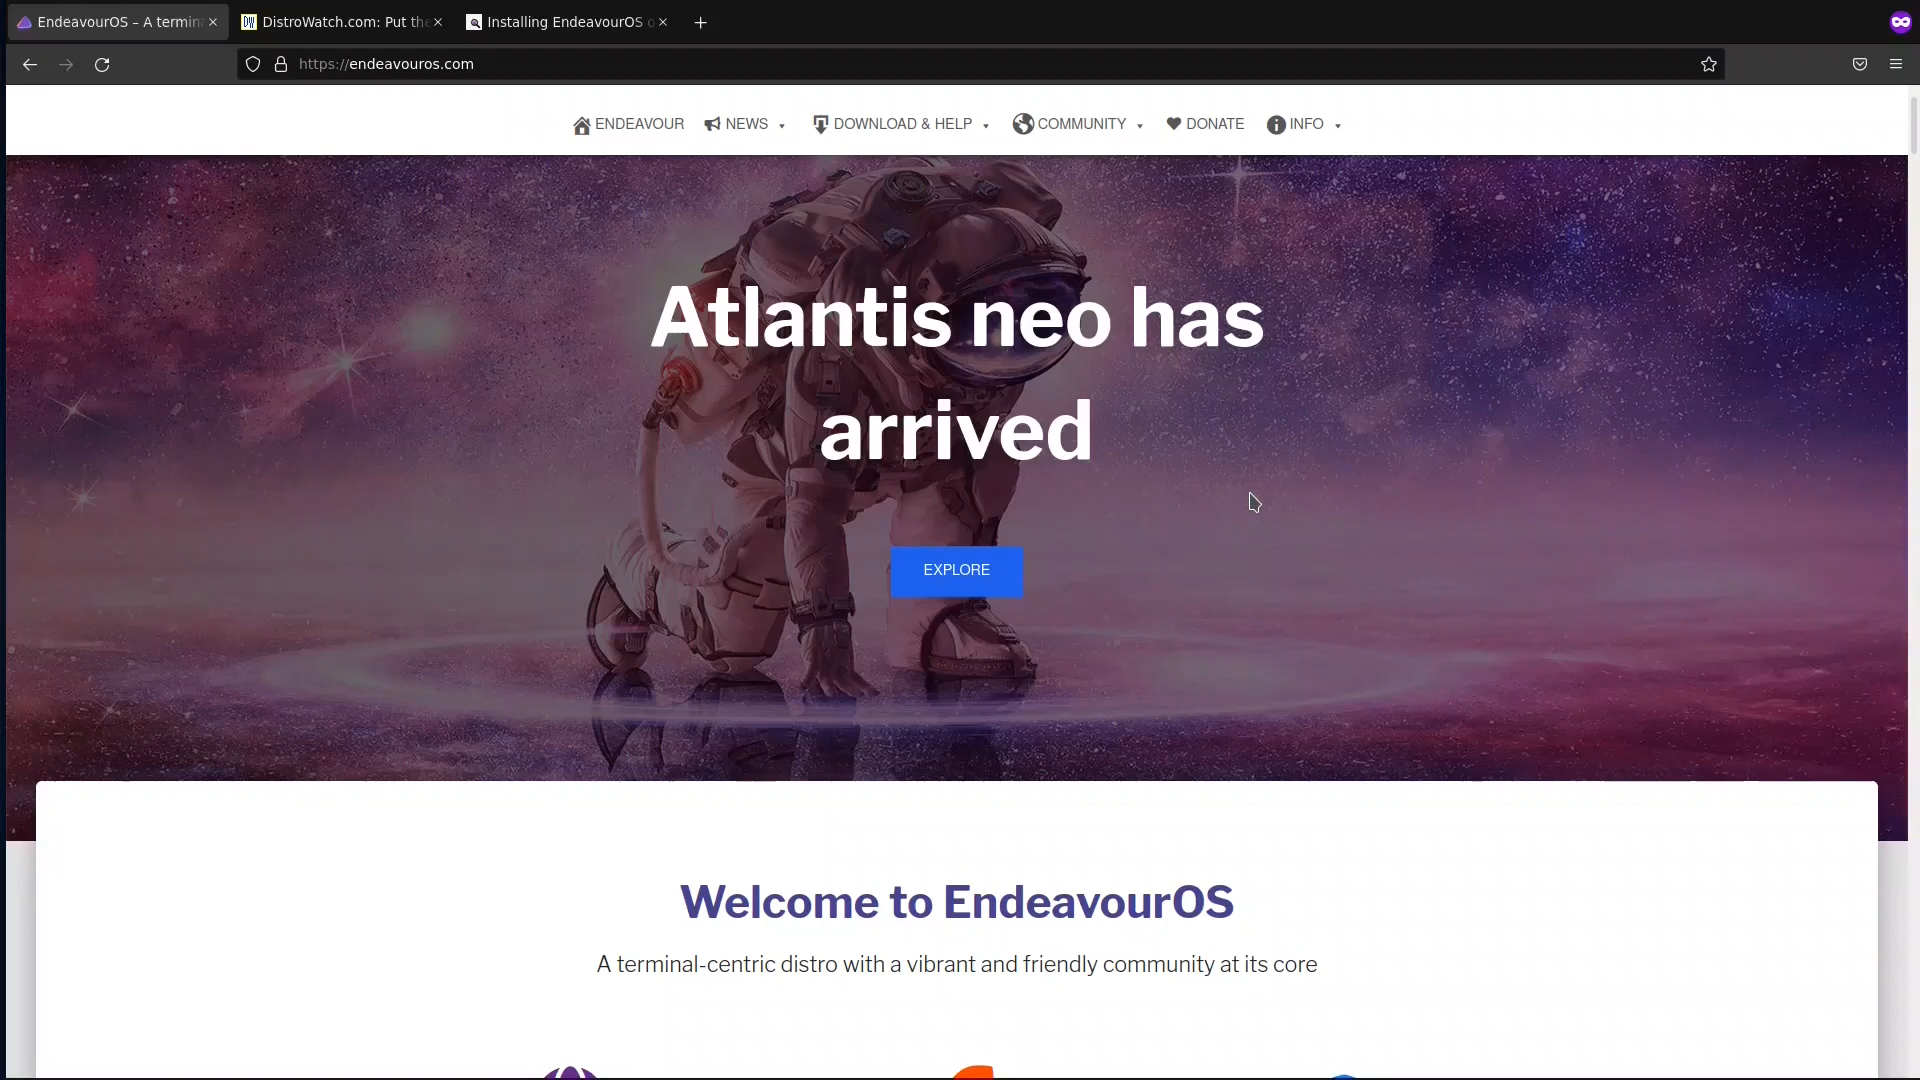 EndeavourOS – A termin
DistroWatch.com: Put the
Installing EndeavourOS o
https://endeavouros.com
ENDEAVOUR
NEWS
DOWNLOAD & HELP
COMMUNITY
DONATE
INFO
Atlantis neo has
arrived
EXPLORE
Welcome to EndeavourOS
A terminal-centric distro with a vibrant and friendly community at its core